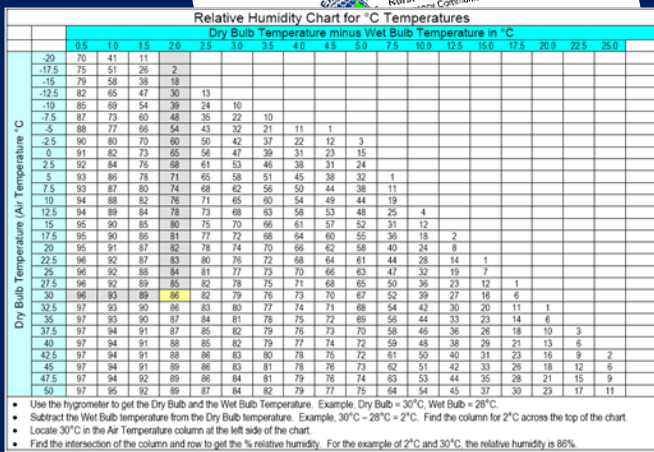 Relative Humidity Chart for °C Temperatures
Dry Bulb Temperature minus Wet Bulb Temperature in °C
0.5 1.0 1.5 2.0 2.5 3.0 3.5 4.0 4.5 5.0 7.5 10.0 12.5 15.0 17.5 20.0 22.5 25.0
Dry Bulb Temperature (Air Temperature °C)
-20 70 41 11
-17.5 75 51 26 2
-15 79 58 38 18
-12.5 82 65 47 30 13
-10 85 69 54 39 24 10
-7.5 87 73 60 48 35 22 10
-5 88 77 66 54 43 32 21 11 1
-2.5 90 80 70 60 50 42 37 22 12 3
0 91 82 73 65 56 47 39 31 23 15
2.5 92 84 76 68 61 53 46 38 31 24
5 93 86 78 71 65 58 51 45 38 32 1
7.5 93 87 80 74 68 62 56 50 44 38 11
10 94 88 82 76 71 65 60 54 49 44 19
12.5 94 89 84 78 73 68 63 58 53 48 25 4
15 95 90 85 80 75 70 66 61 57 52 31 12
17.5 95 90 86 81 77 72 68 64 60 55 36 18 2
20 95 91 87 82 78 74 70 66 62 58 40 24 8
22.5 96 92 87 83 80 76 72 68 64 61 44 28 14 1
25 96 92 88 84 81 77 73 70 66 63 47 32 19 7
27.5 96 92 89 85 82 78 75 71 68 65 50 36 23 12 1
30 96 93 89 86 82 79 76 73 70 67 52 39 27 16 6
32.5 97 93 90 86 83 80 77 74 71 68 54 42 30 20 11 1
35 97 93 90 87 84 81 78 75 72 69 56 44 33 23 14 6
37.5 97 94 91 87 85 82 79 76 73 70 58 46 36 26 18 10 3
40 97 94 91 88 85 82 79 77 74 72 59 48 38 29 21 13 6
42.5 97 94 91 88 86 83 80 78 75 72 61 50 40 31 23 16 9 2
45 97 94 91 89 86 83 81 78 76 73 62 51 42 33 26 18 12 6
47.5 97 94 92 89 86 84 81 79 76 74 63 53 44 35 28 21 15 9
50 97 95 92 89 87 84 82 79 77 75 64 54 45 37 30 23 17 11
• Use the hygrometer to get the Dry Bulb and the Wet Bulb Temperature. Example, Dry Bulb = 30°C, Wet Bulb = 28°C.
• Subtract the Wet Bulb temperature from the Dry Bulb temperature. Example, 30°C – 28°C = 2°C. Find the column for 2°C across the top of the chart.
• Locate 30°C in the Air Temperature column at the left side of the chart.
• Find the intersection of the column and row to get the % relative humidity. For the example of 2°C and 30°C, the relative humidity is 86%.